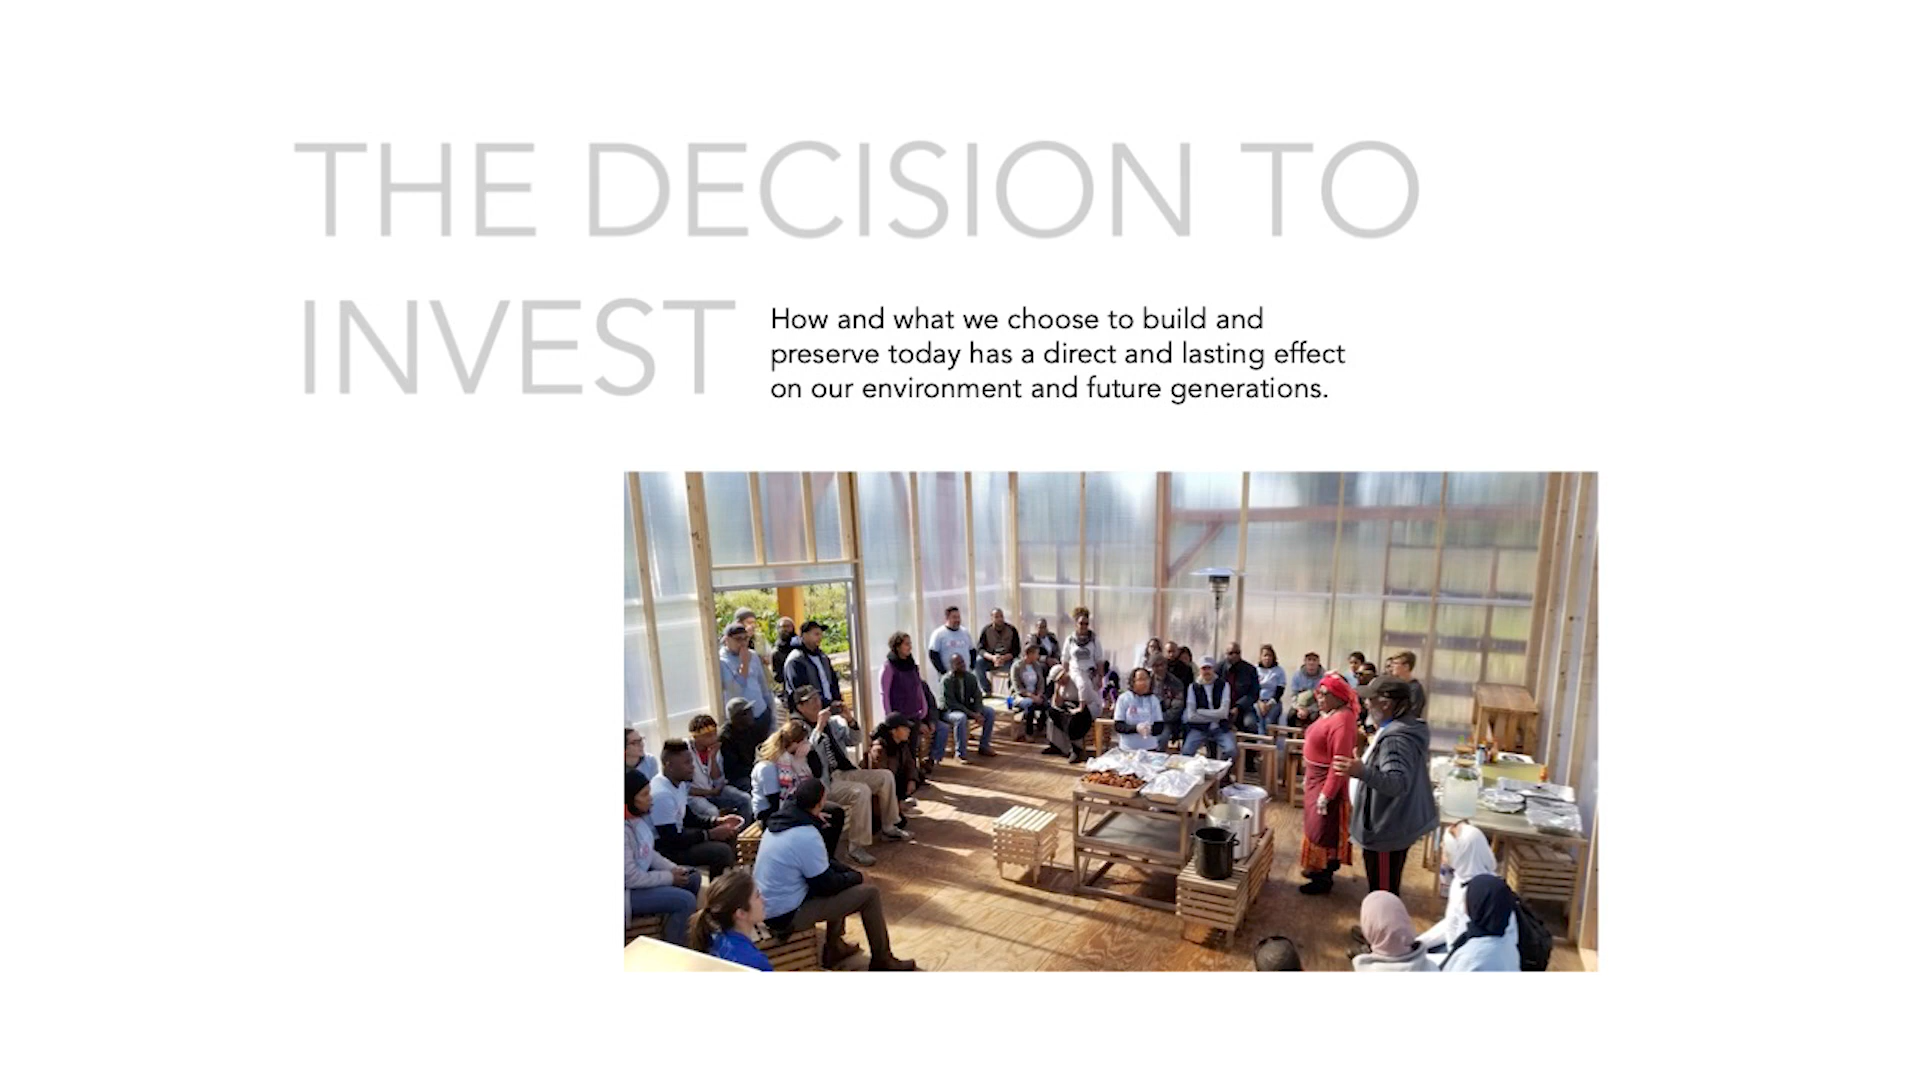 THE DECISION TO
INVEST
How and what we choose to build and
preserve today has a direct and lasting effect
on our environment and future generations.